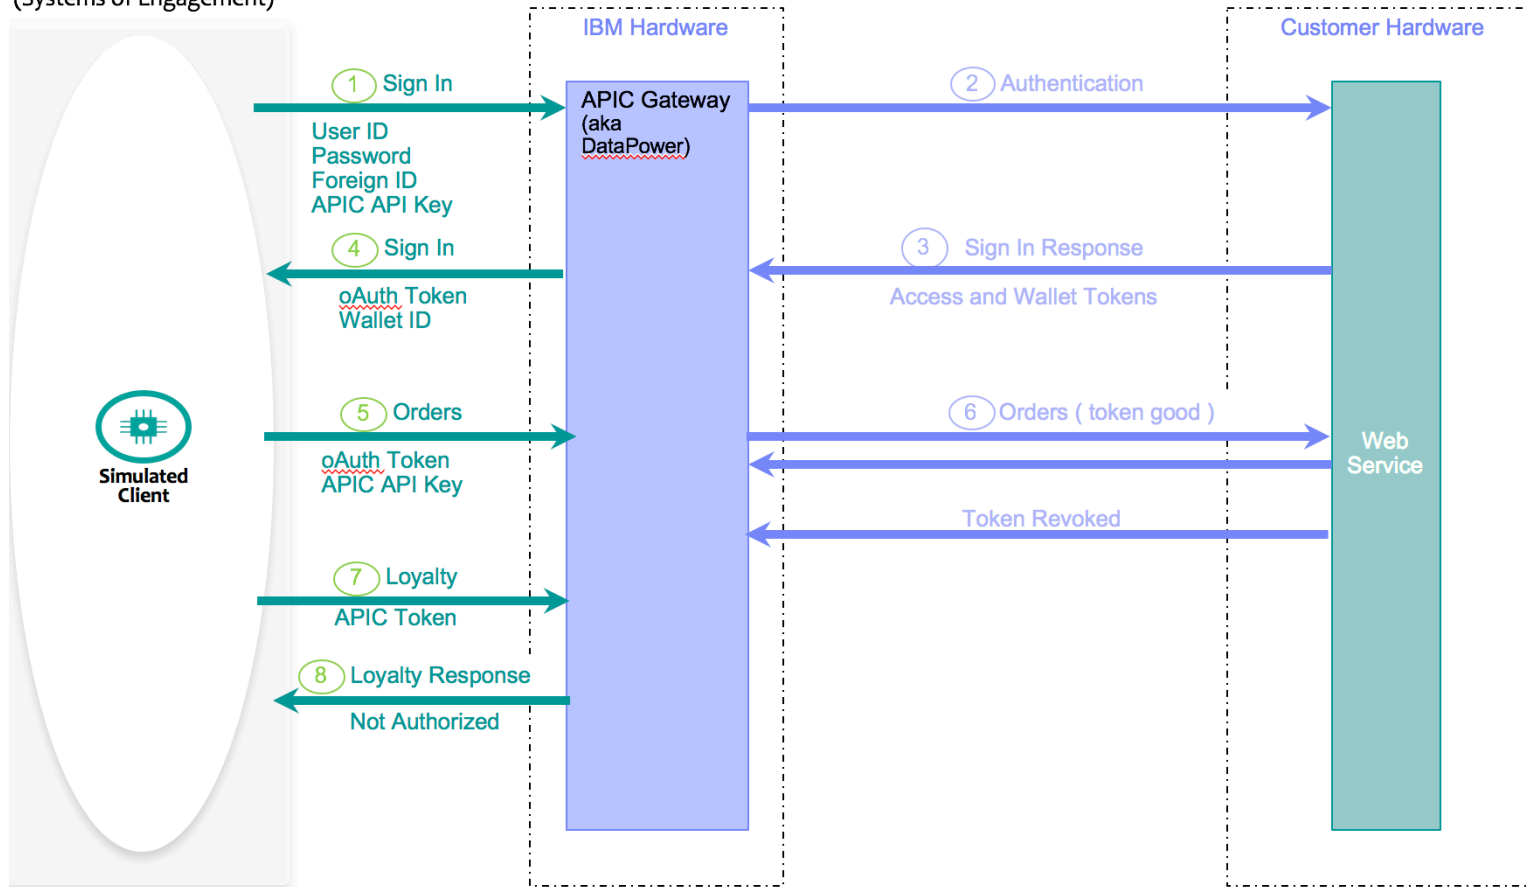 (Systems of Engagement)
IBM Hardware
Customer Hardware
1 Sign In
User ID
Password
Foreign ID
APIC API Key
APIC Gateway
(aka
DataPower)
2 Authentication
4 Sign In
oAuth Token
Wallet ID
3 Sign In Response
Access and Wallet Tokens
5 Orders
oAuth Token
APIC API Key
6 Orders ( token good )
Web
Service
Simulated
Client
Token Revoked
7 Loyalty
APIC Token
8 Loyalty Response
Not Authorized